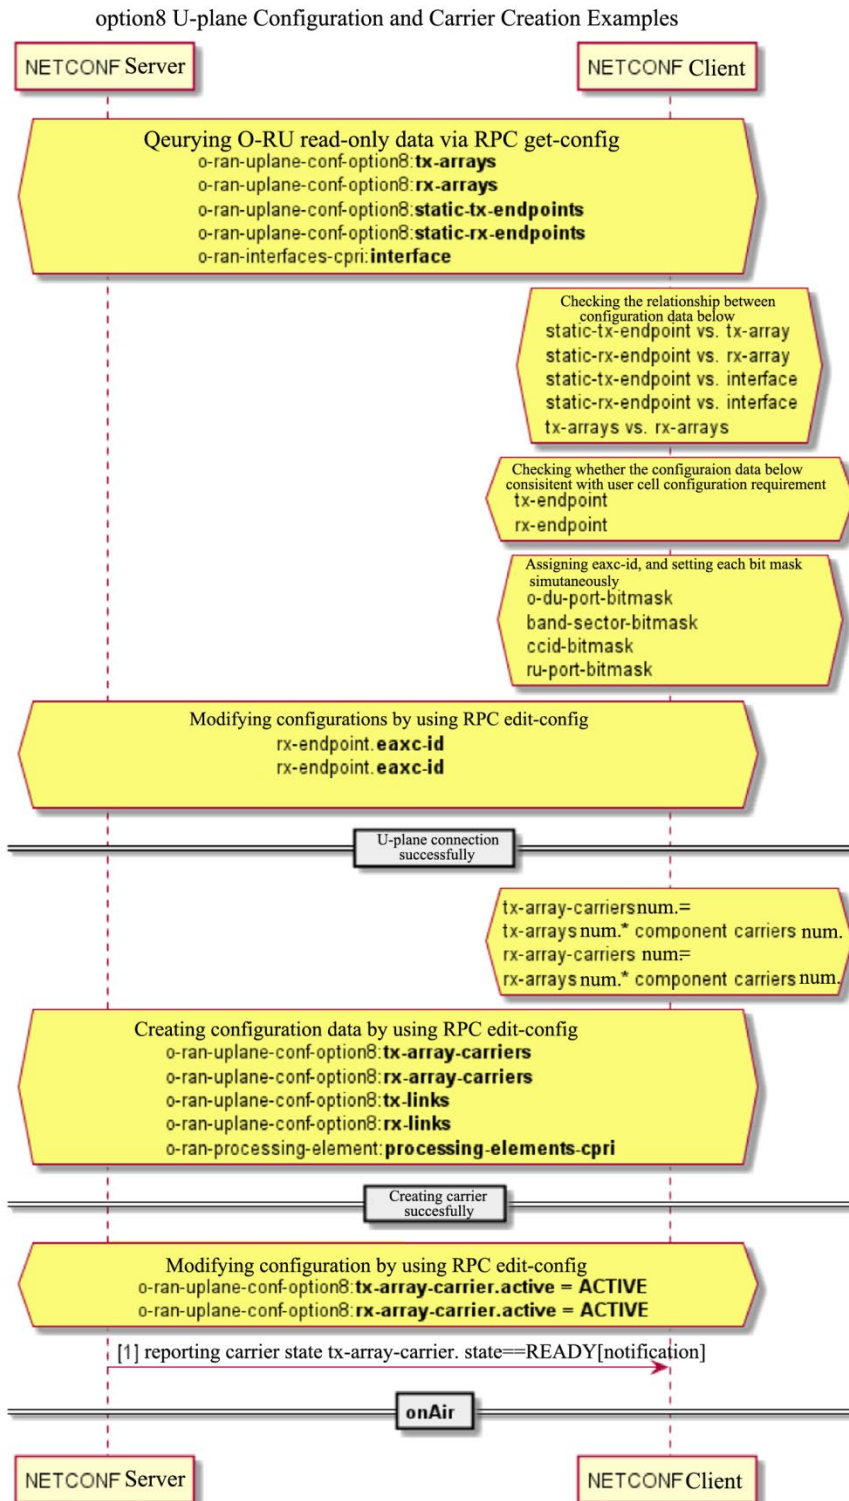 option8 U-plane Configuration and Carrier Creation Examples
NETCONF Server
NETCONF Client
Qeurying O-RU read-only data via RPC get-config
o-ran-uplane-conf-option8:tx-arrays
o-ran-uplane-conf-option8:rx-arrays
o-ran-uplane-conf-option8:static-tx-endpoints
o-ran-uplane-conf-option8:static-rx-endpoints
o-ran-interfaces-cpri:interface
Checking the relationship between
configuration data below
static-tx-endpoint vs. tx-array
static-rx-endpoint vs. rx-array
static-tx-endpoint vs. interface
static-rx-endpoint vs. interface
tx-arrays vs. rx-arrays
Checking whether the configuraion data below
consisitent with user cell configuration requirement
tx-endpoint
rx-endpoint
Assigning eaxc-id, and setting each bit mask
simutaneously
o-du-port-bitmask
band-sector-bitmask
ccid-bitmask
ru-port-bitmask
Modifying configurations by using RPC edit-config
rx-endpoint.eaxc-id
rx-endpoint.eaxc-id
U-plane connection
successfully
tx-array-carriers num.=
tx-arrays num.* component carriers num.
rx-array-carriers num=
rx-arrays num.* component carriers num.
Creating configuration data by using RPC edit-config
o-ran-uplane-conf-option8:tx-array-carriers
o-ran-uplane-conf-option8:rx-array-carriers
o-ran-uplane-conf-option8:tx-links
o-ran-uplane-conf-option8:rx-links
o-ran-processing-element:processing-elements-cpri
Creating carrier
succesfully
Modifying configuration by using RPC edit-config
o-ran-uplane-conf-option8:tx-array-carrier.active = ACTIVE
o-ran-uplane-conf-option8:rx-array-carrier.active = ACTIVE
[1] reporting carrier state tx-array-carrier. state==READY[notification]
onAir
NETCONF Server
NETCONF Client